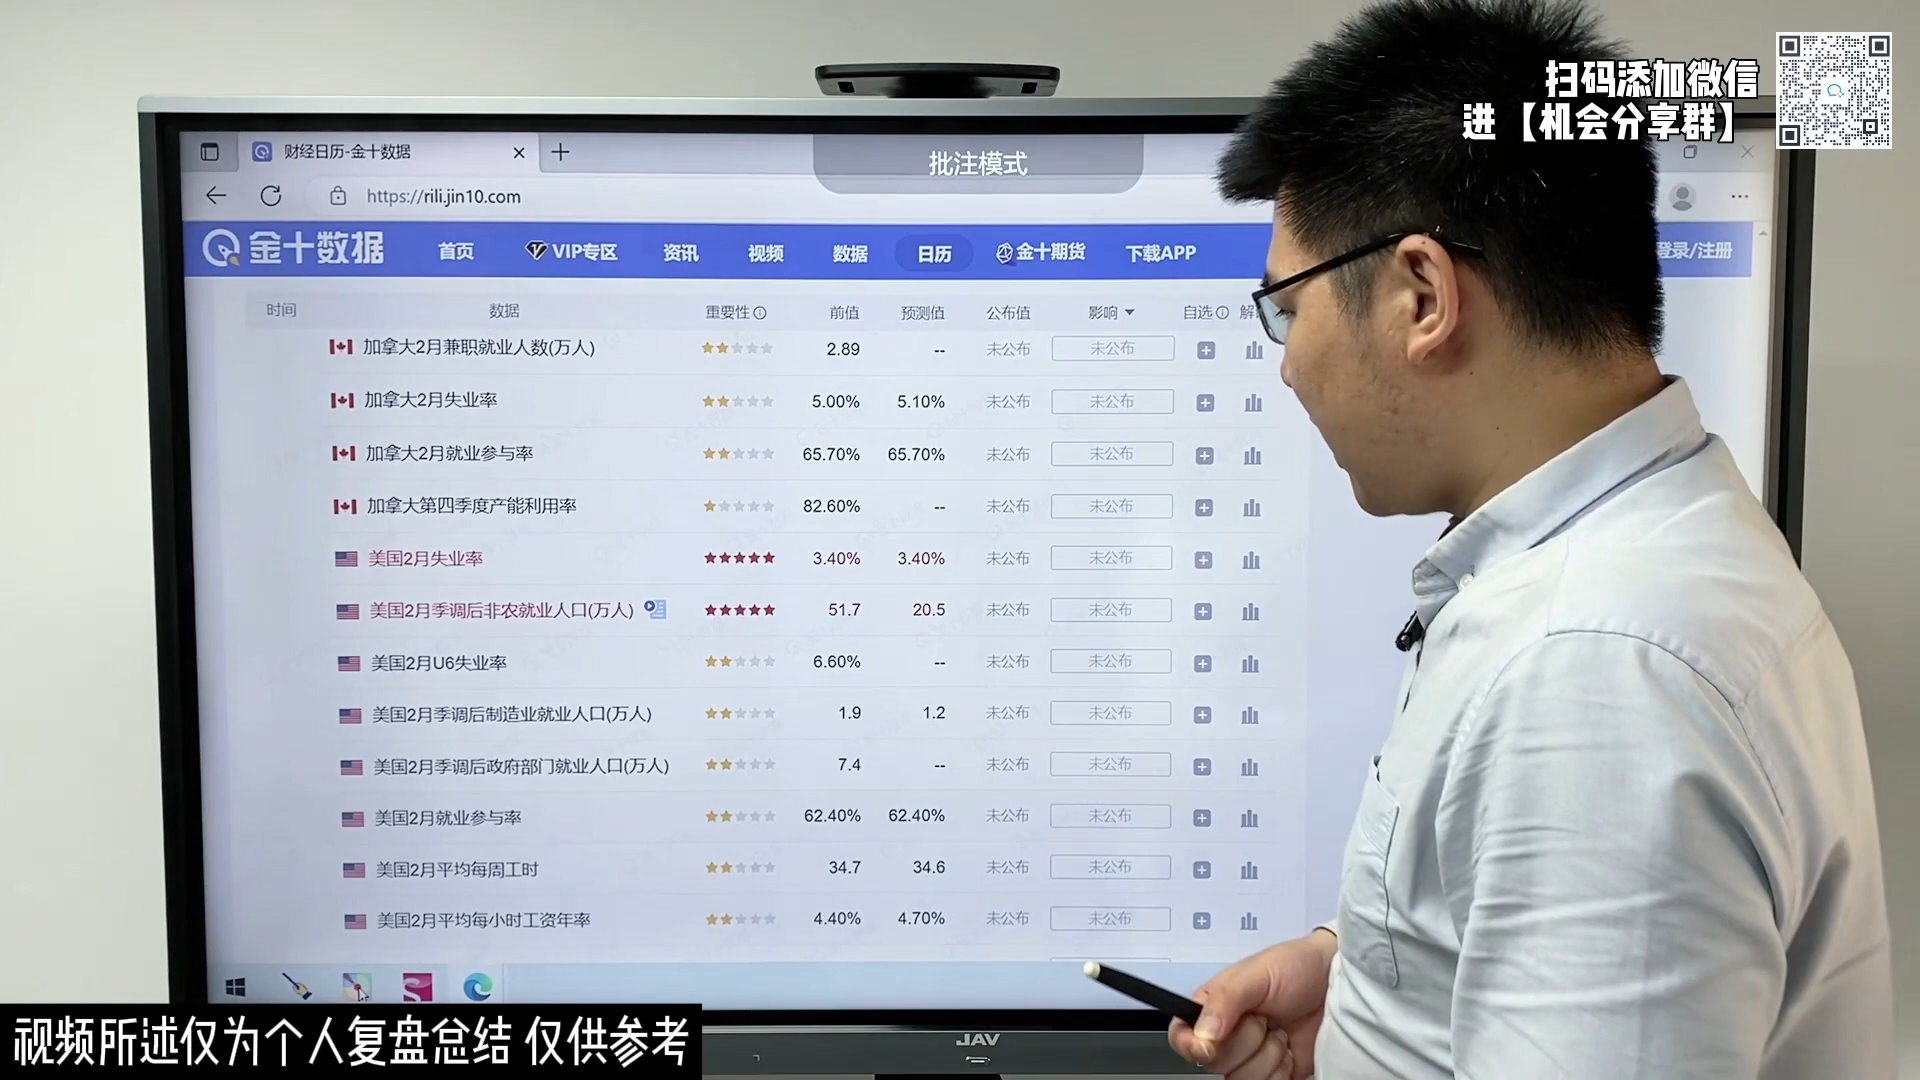 扫码添加微信
进【机会分享群】
财经日历-金十数据
批注模式
https://rili.jin10.com
金十数据 首页 VIP专区 资讯 视频 数据 日历 金十期货 下载APP 登录/注册
时间 数据 重要性 前值 预测值 公布值 影响 自选
加拿大2月兼职就业人数(万人) 2.89 -- 未公布 未公布
加拿大2月失业率 5.00% 5.10% 未公布 未公布
加拿大2月就业参与率 65.70% 65.70% 未公布 未公布
加拿大第四季度产能利用率 82.60% -- 未公布 未公布
美国2月失业率 3.40% 3.40% 未公布 未公布
美国2月季调后非农就业人口(万人) 51.7 20.5 未公布 未公布
美国2月U6失业率 6.60% -- 未公布 未公布
美国2月季调后制造业就业人口(万人) 1.9 1.2 未公布 未公布
美国2月季调后政府部门就业人口(万人) 7.4 -- 未公布 未公布
美国2月就业参与率 62.40% 62.40% 未公布 未公布
美国2月平均每周工时 34.7 34.6 未公布 未公布
美国2月平均每小时工资年率 4.40% 4.70% 未公布 未公布
JAV
视频所述仅为个人复盘总结 仅供参考